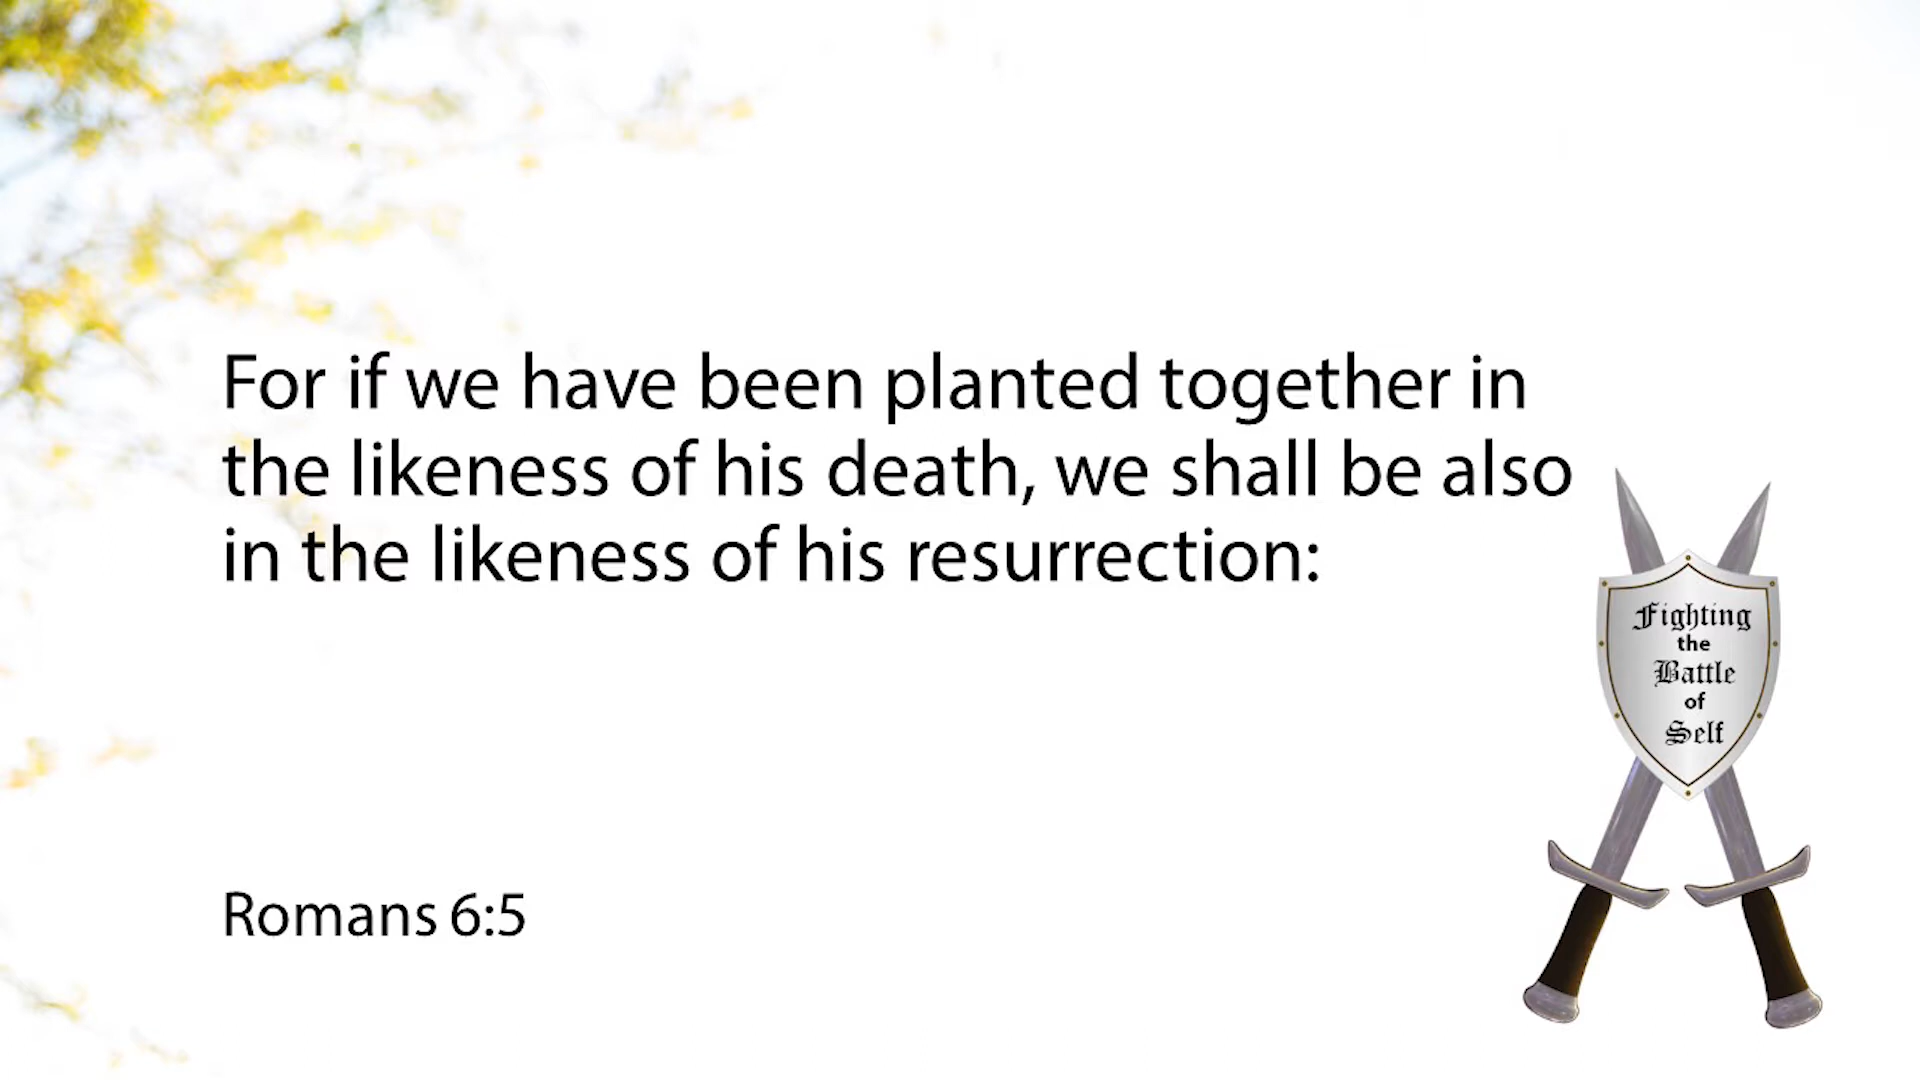 For if we have been planted together in
the likeness of his death, we shall be also
in the likeness of his resurrection:
Fighting
the
Battle
of
Self
Romans 6:5